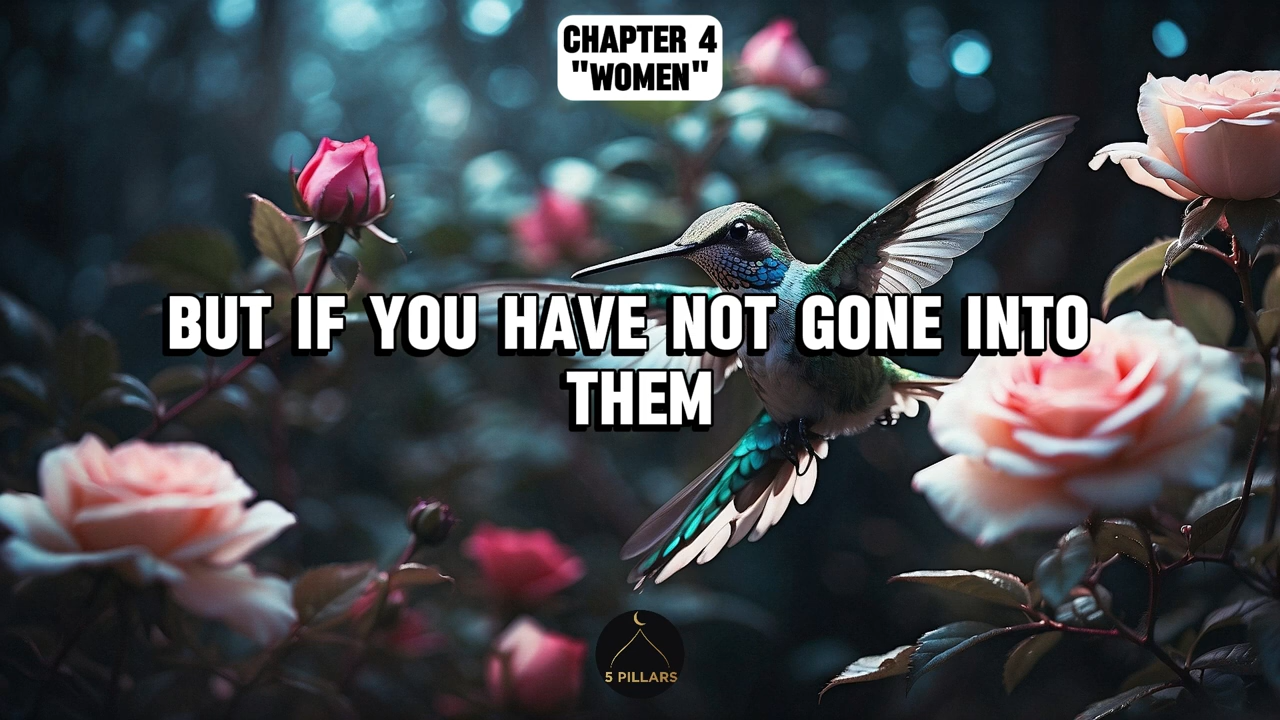 CHAPTER 4
"WOMEN"
BUT IF YOU HAVE NOT GONE INTO
THEM
5 PILLARS